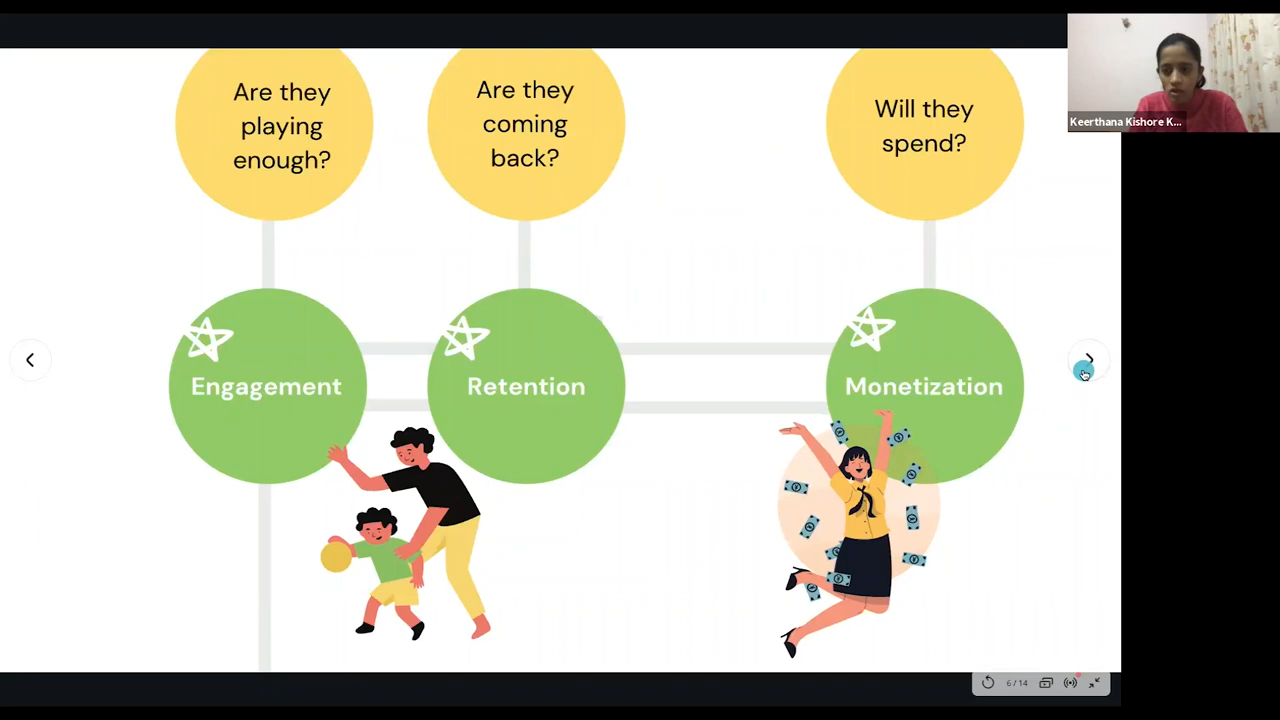 Are they
playing
enough?
Are they
coming
back?
Will they
spend?
Keerthana Kishore K...
Engagement
Retention
Monetization
6 / 14